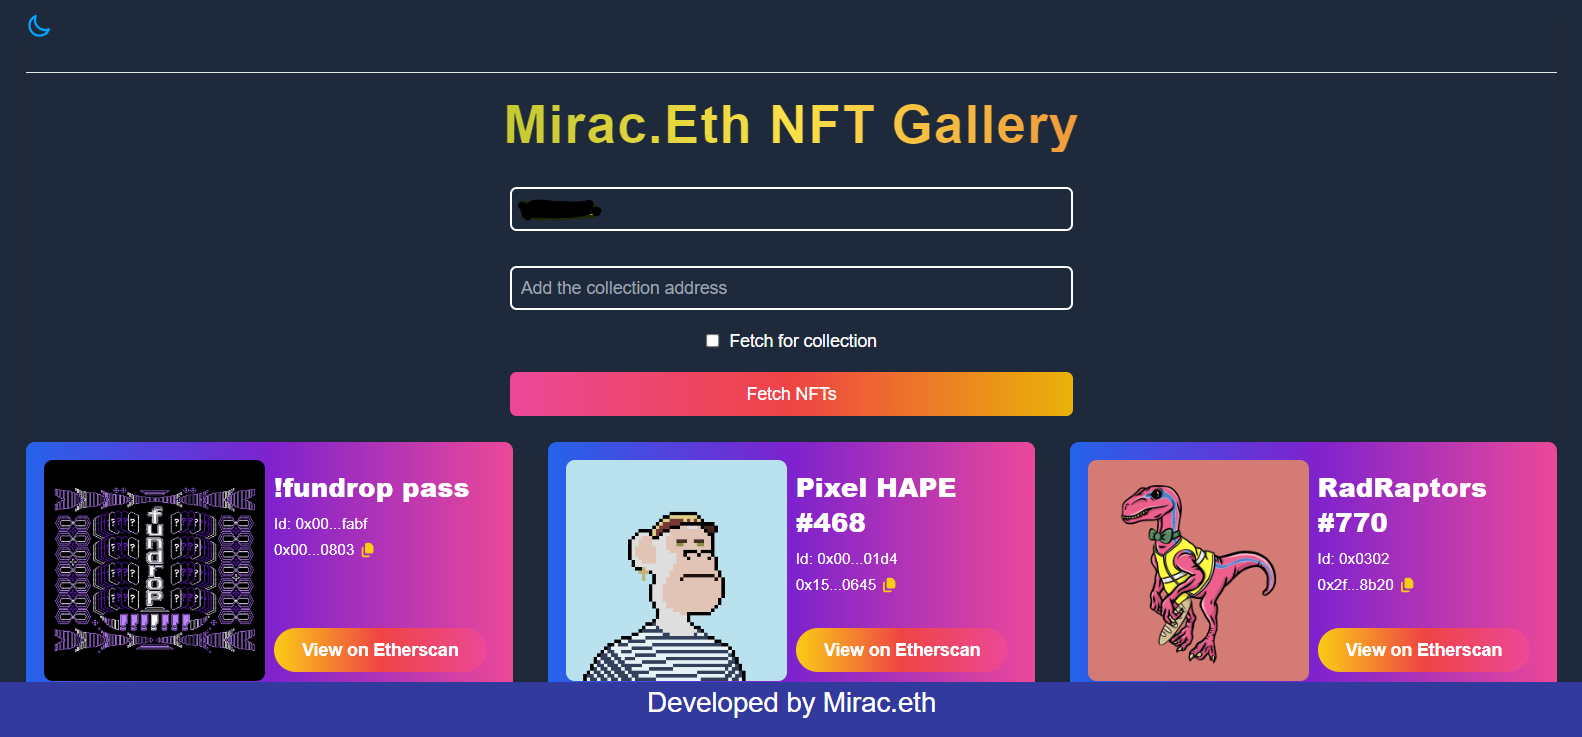 Mirac.Eth NFT Gallery
Add the collection address
Fetch for collection
Fetch NFTs
fundrop
!fundrop pass
Id: 0x00...fabf
0x00...0803
View on Etherscan
Pixel HAPE
#468
Id: 0x00...01d4
0x15...0645
View on Etherscan
RadRaptors
#770
Id: 0x0302
0x2f...8b20
View on Etherscan
Developed by Mirac.eth